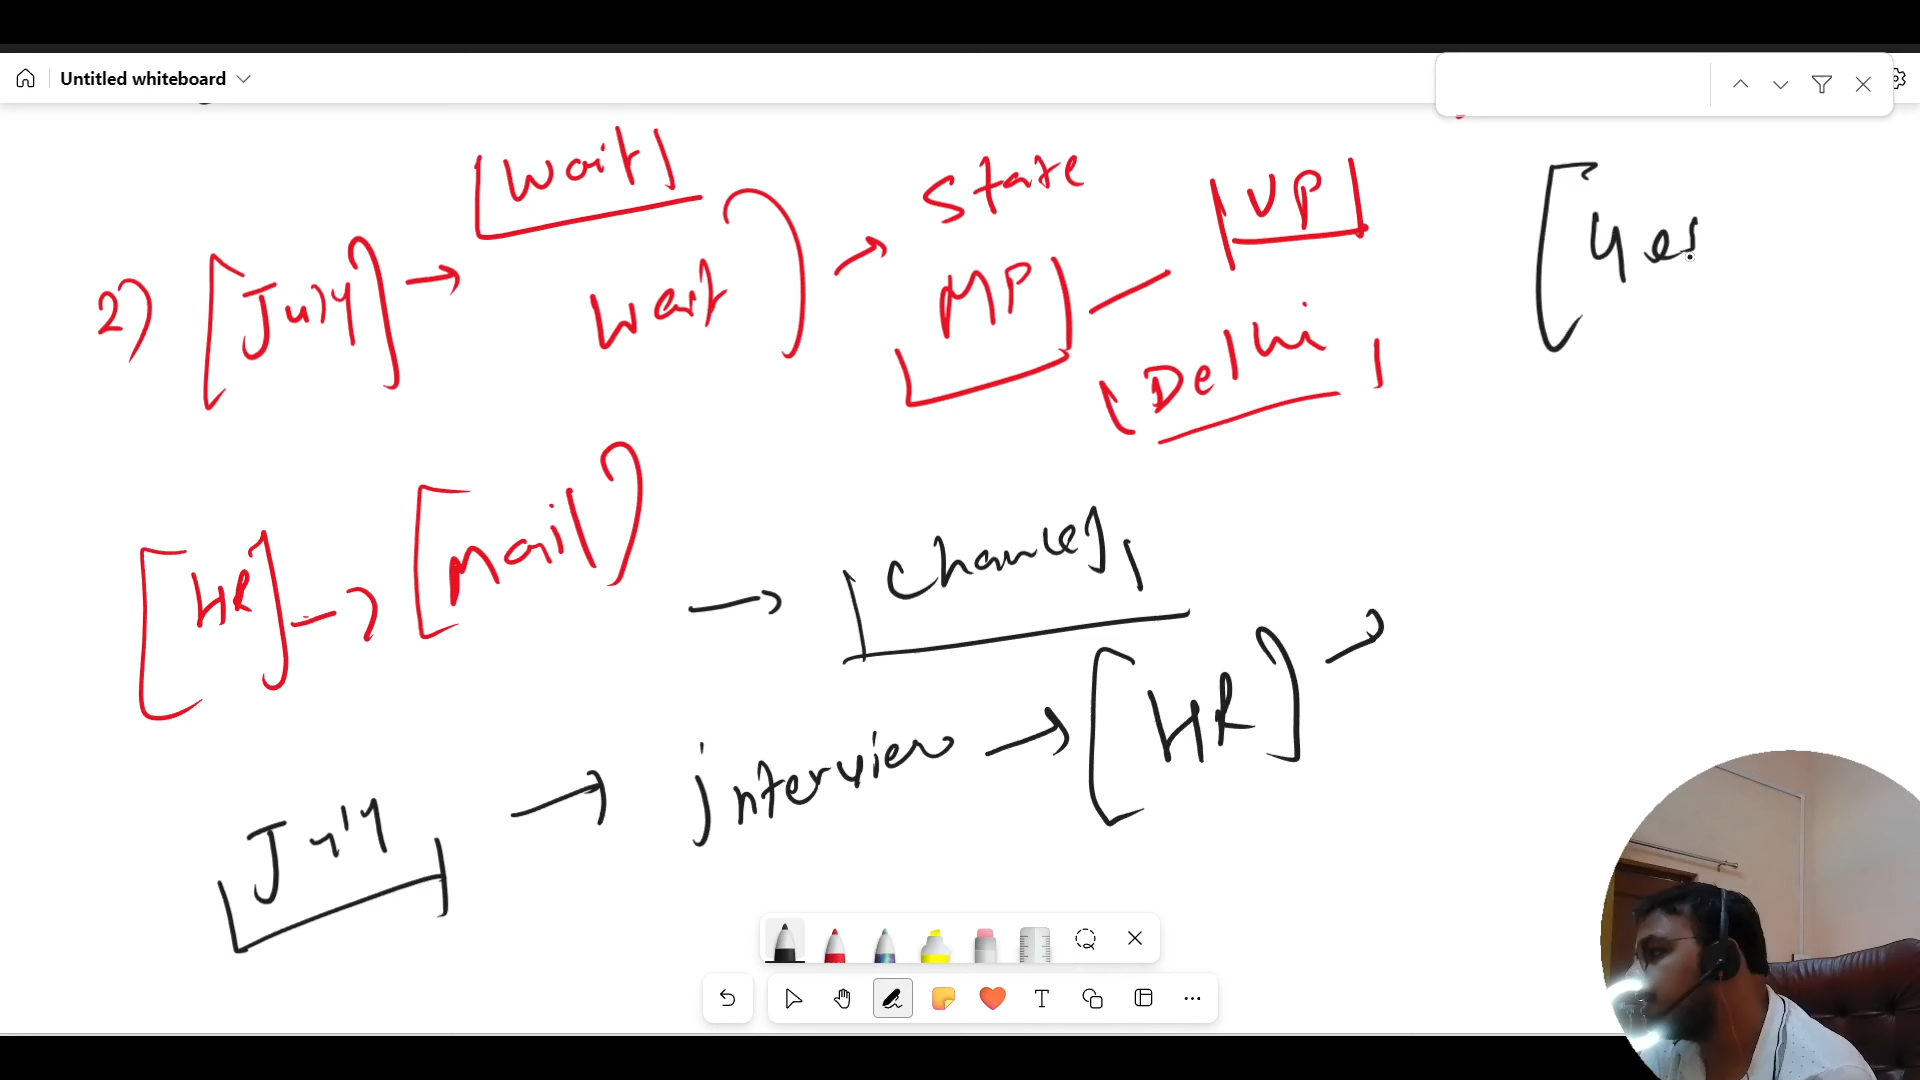 Untitled whiteboard
[Wait]
2) [July] → Wait) → State
MP] — [UP]
[Delhi]
[Yes
[HR] → [Mail) → [Chance],
[July] → interview → [HR] →
T